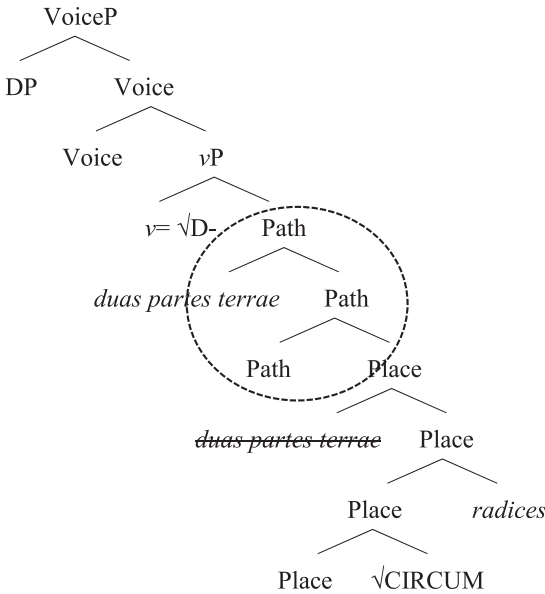 VoiceP
DP Voice
Voice vP
v= √D- Path
duas partes terrae Path
Path Place
duas partes terrae Place
Place radices
Place √CIRCUM